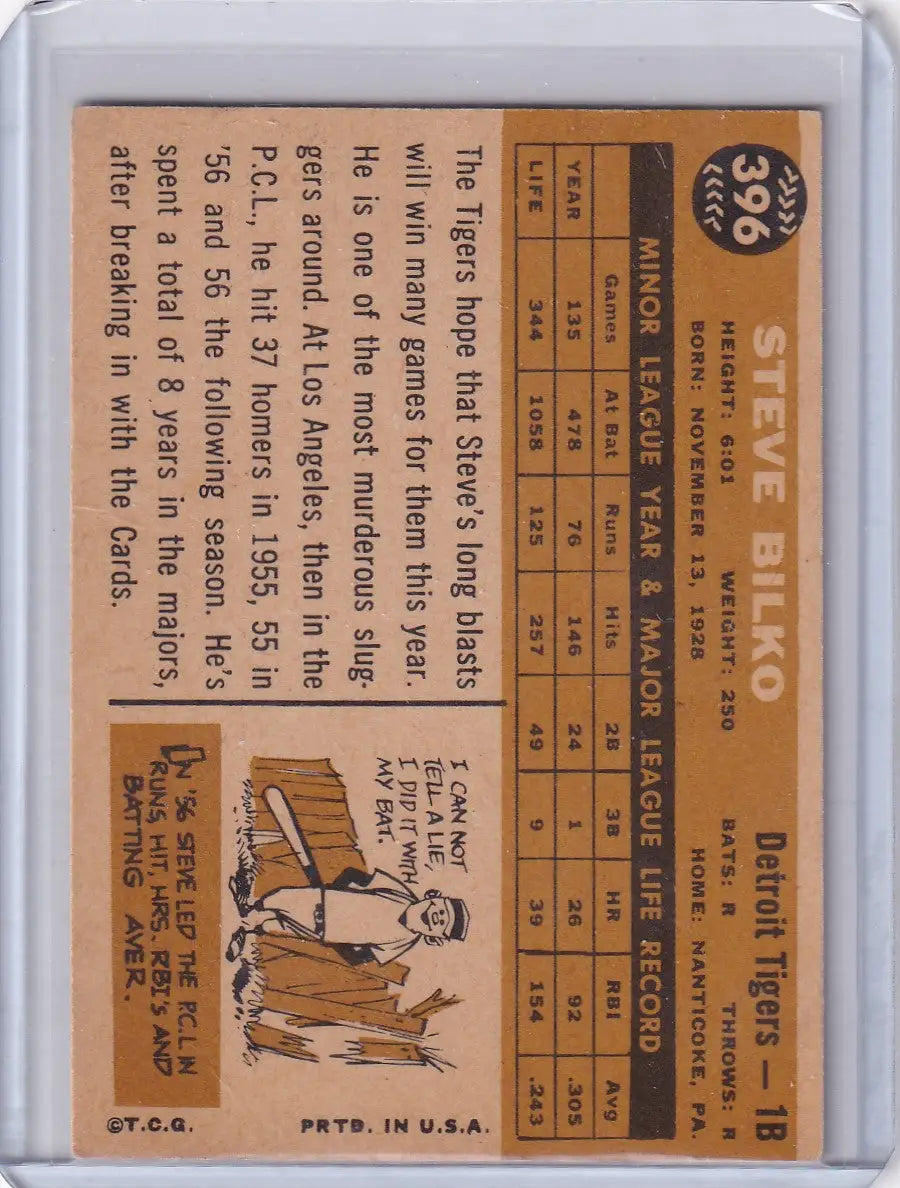 396
STEVE BILKO
Detroit Tigers — 1B
HEIGHT: 6:01 WEIGHT: 250 BATS: R THROWS: R
BORN: NOVEMBER 13, 1928 HOME: NANTICOKE, PA.
MINOR LEAGUE YEAR & MAJOR LEAGUE LIFE RECORD
Games At Bat Runs Hits 2B 3B HR RBI Avg
YEAR 135 478 76 146 24 1 26 92 .305
LIFE 344 1058 125 257 49 9 39 154 .243
The Tigers hope that Steve's long blasts
will win many games for them this year.
He is one of the most murderous slug-
gers around. At Los Angeles, then in the
P.C.L., he hit 37 homers in 1955, 55 in
'56 and 56 the following season. He's
spent a total of 8 years in the majors,
after breaking in with the Cards.
I CAN NOT
TELL A LIE,
I DID IT WITH
MY BAT.
IN '56 STEVE LED THE P.C.L IN
RUNS, HIT, HRS. RBI'S AND
BATTING AVER.
©T.C.G. PRTD. IN U.S.A.